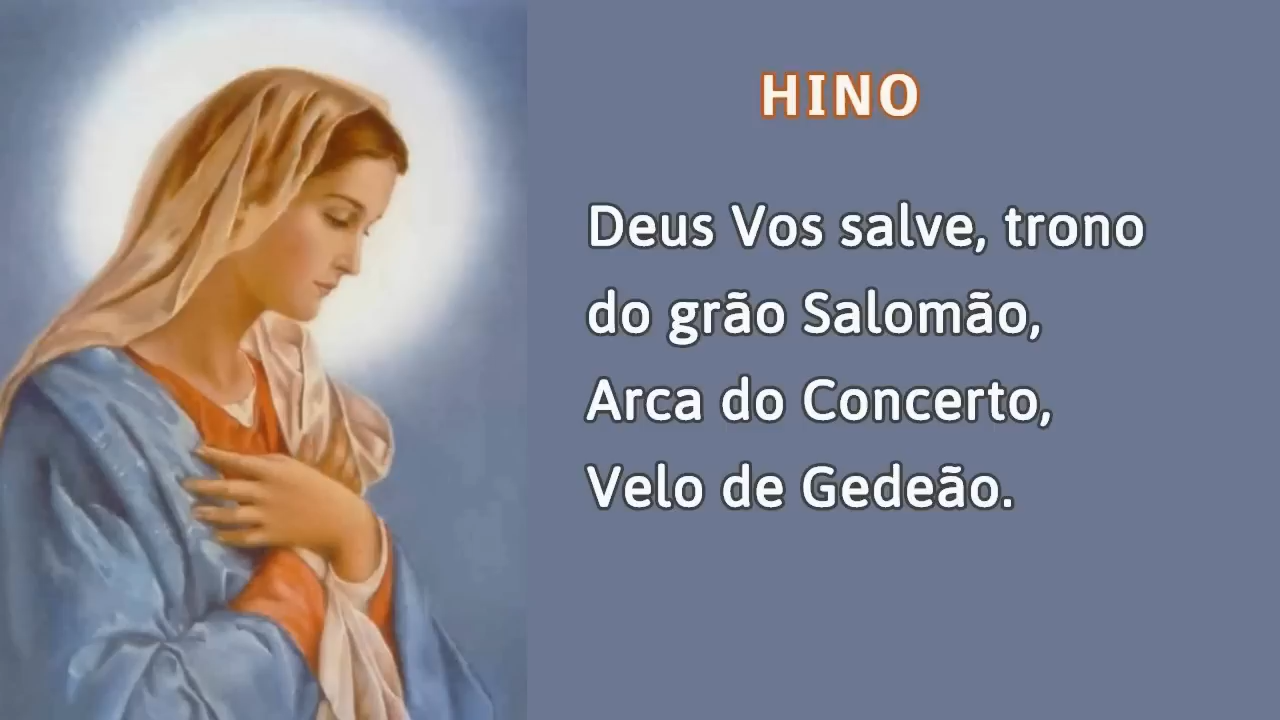 HINO
Deus Vos salve, trono
do grão Salomão,
Arca do Concerto,
Velo de Gedeão.